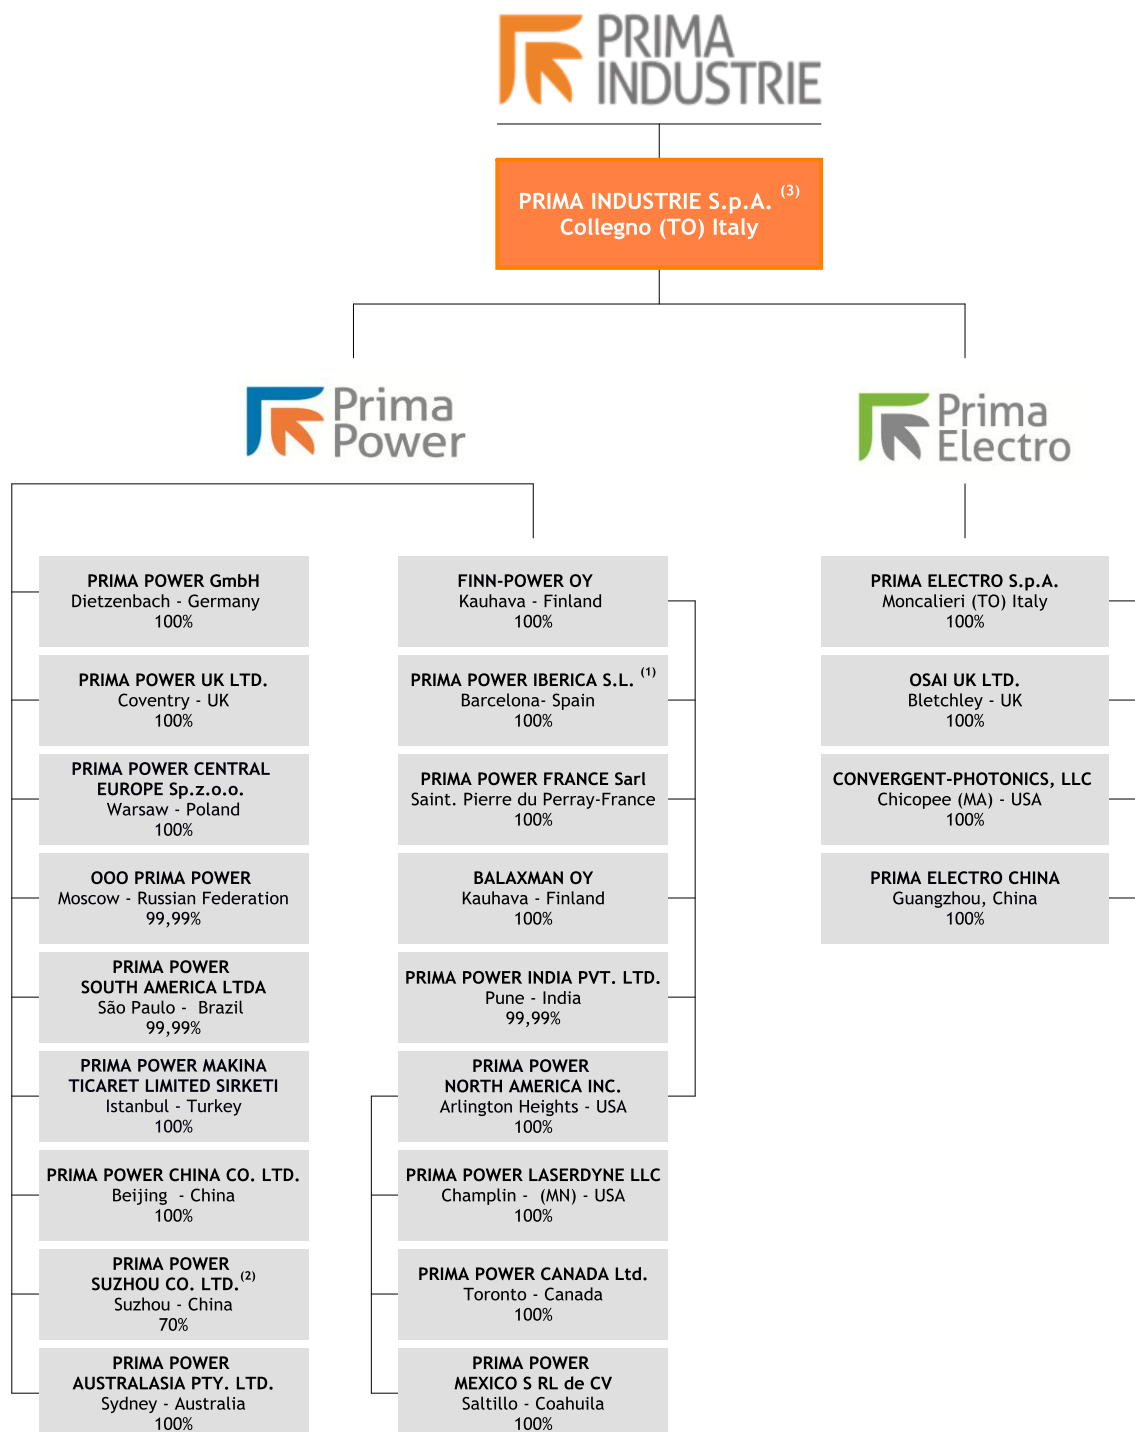 PRIMA
INDUSTRIE
PRIMA INDUSTRIE S.p.A. (3)
Collegno (TO) Italy
Prima
Power
Prima
Electro
PRIMA POWER GmbH
Dietzenbach - Germany
100%
PRIMA POWER UK LTD.
Coventry - UK
100%
PRIMA POWER CENTRAL
EUROPE Sp.z.o.o.
Warsaw - Poland
100%
OOO PRIMA POWER
Moscow - Russian Federation
99,99%
PRIMA POWER
SOUTH AMERICA LTDA
São Paulo - Brazil
99,99%
PRIMA POWER MAKINA
TICARET LIMITED SIRKETI
Istanbul - Turkey
100%
PRIMA POWER CHINA CO. LTD.
Beijing - China
100%
PRIMA POWER
SUZHOU CO. LTD. (2)
Suzhou - China
70%
PRIMA POWER
AUSTRALASIA PTY. LTD.
Sydney - Australia
100%
FINN-POWER OY
Kauhava - Finland
100%
PRIMA POWER IBERICA S.L. (1)
Barcelona- Spain
100%
PRIMA POWER FRANCE Sarl
Saint. Pierre du Perray-France
100%
BALAXMAN OY
Kauhava - Finland
100%
PRIMA POWER INDIA PVT. LTD.
Pune - India
99,99%
PRIMA POWER
NORTH AMERICA INC.
Arlington Heights - USA
100%
PRIMA POWER LASERDYNE LLC
Champlin - (MN) - USA
100%
PRIMA POWER CANADA Ltd.
Toronto - Canada
100%
PRIMA POWER
MEXICO S RL de CV
Saltillo - Coahuila
100%
PRIMA ELECTRO S.p.A.
Moncalieri (TO) Italy
100%
OSAI UK LTD.
Bletchley - UK
100%
CONVERGENT-PHOTONICS, LLC
Chicopee (MA) - USA
100%
PRIMA ELECTRO CHINA
Guangzhou, China
100%